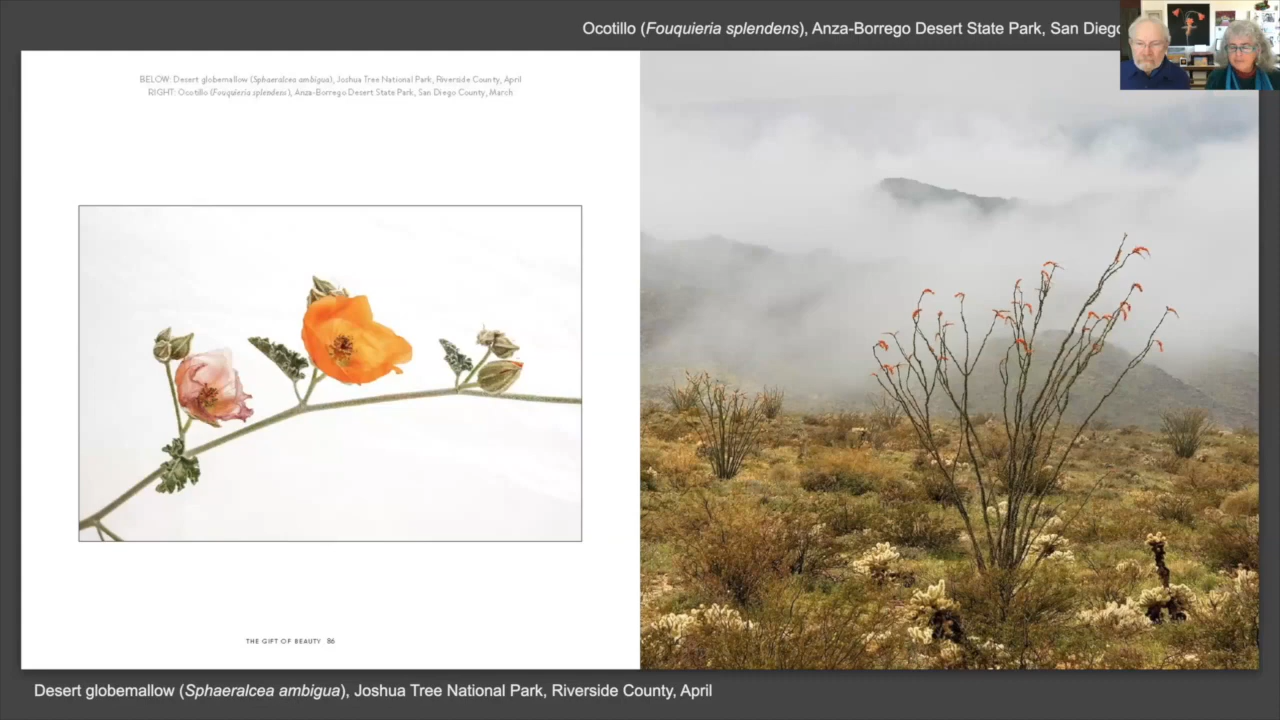 Ocotillo (Fouquieria splendens), Anza-Borrego Desert State Park, San Diego
BELOW: Desert globemallow (Sphaeralcea ambigua), Joshua Tree National Park, Riverside County, April
RIGHT: Ocotillo (Fouquieria splendens), Anza-Borrego Desert State Park, San Diego County, March
THE GIFT OF BEAUTY 86
Desert globemallow (Sphaeralcea ambigua), Joshua Tree National Park, Riverside County, April